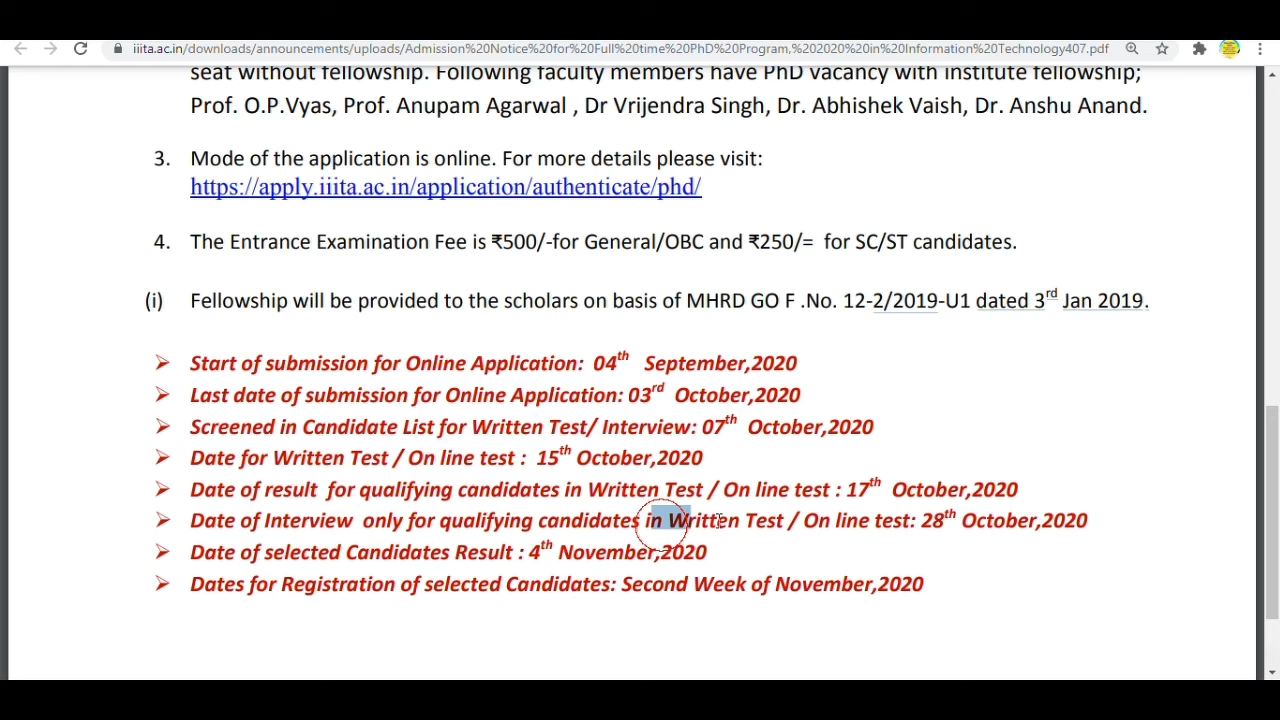 iiita.ac.in/downloads/announcements/uploads/Admission%20Notice%20for%20Full%20time%20PhD%20Program,%202020%20in%20Information%20Technology407.pdf
seat without fellowship. Following faculty members have PhD vacancy with institute fellowship;
Prof. O.P.Vyas, Prof. Anupam Agarwal , Dr Vrijendra Singh, Dr. Abhishek Vaish, Dr. Anshu Anand.
3. Mode of the application is online. For more details please visit:
https://apply.iiita.ac.in/application/authenticate/phd/
4. The Entrance Examination Fee is ₹500/-for General/OBC and ₹250/= for SC/ST candidates.
(i) Fellowship will be provided to the scholars on basis of MHRD GO F .No. 12-2/2019-U1 dated 3rd Jan 2019.
➢ Start of submission for Online Application: 04th September,2020
➢ Last date of submission for Online Application: 03rd October,2020
➢ Screened in Candidate List for Written Test/ Interview: 07th October,2020
➢ Date for Written Test / On line test : 15th October,2020
➢ Date of result for qualifying candidates in Written Test / On line test : 17th October,2020
➢ Date of Interview only for qualifying candidates in Written Test / On line test: 28th October,2020
➢ Date of selected Candidates Result : 4th November,2020
➢ Dates for Registration of selected Candidates: Second Week of November,2020